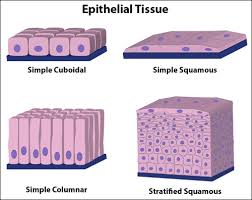 Epithelial Tissue
Simple Cuboidal
Simple Squamous
Simple Columnar
Stratified Squamous